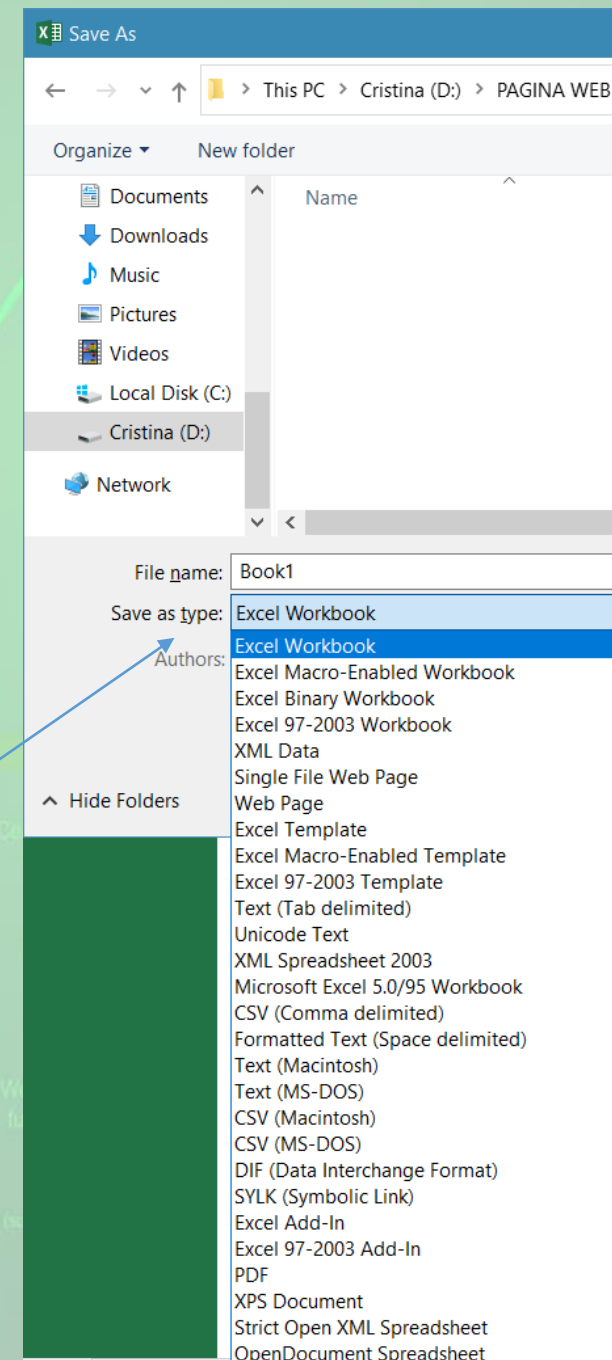 Save As
This PC > Cristina (D:) > PAGINA WEB
Organize New folder
Documents
Name
Downloads
Music
Pictures
Videos
Local Disk (C:)
Cristina (D:)
Network
File name: Book1
Save as type: Excel Workbook
Authors:
Excel Workbook
Excel Macro-Enabled Workbook
Excel Binary Workbook
Excel 97-2003 Workbook
XML Data
Single File Web Page
Hide Folders
Web Page
Excel Template
Excel Macro-Enabled Template
Excel 97-2003 Template
Text (Tab delimited)
Unicode Text
XML Spreadsheet 2003
Microsoft Excel 5.0/95 Workbook
CSV (Comma delimited)
Formatted Text (Space delimited)
Text (Macintosh)
Text (MS-DOS)
CSV (Macintosh)
CSV (MS-DOS)
DIF (Data Interchange Format)
SYLK (Symbolic Link)
Excel Add-In
Excel 97-2003 Add-In
PDF
XPS Document
Strict Open XML Spreadsheet
OpenDocument Spreadsheet